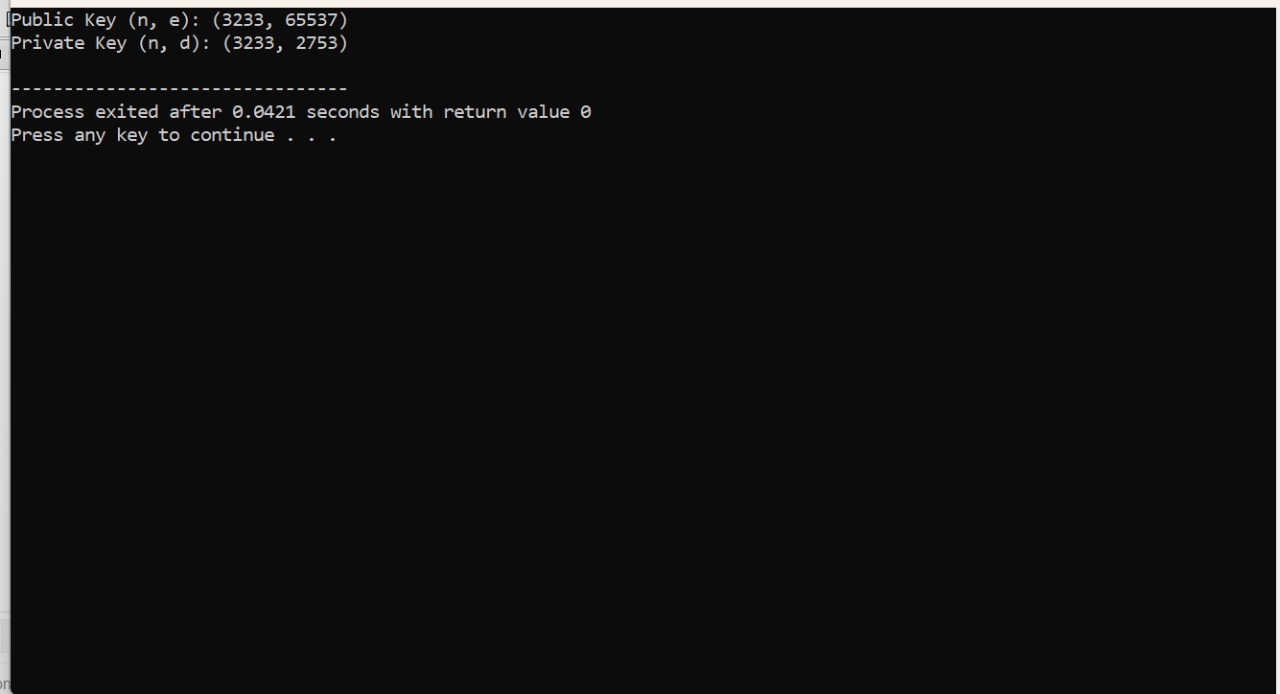 Public Key (n, e): (3233, 65537)
Private Key (n, d): (3233, 2753)
--------------------------------
Process exited after 0.0421 seconds with return value 0
Press any key to continue . . .